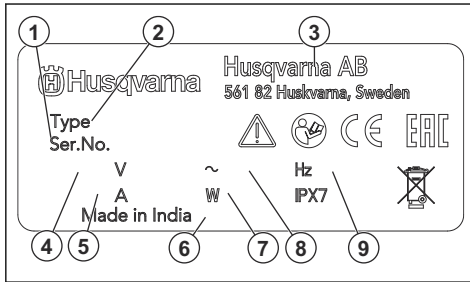 1 2 3
Husqvarna
Husqvarna AB
561 82 Huskvarna, Sweden
Type
Ser.No.
CE EAC
V ~ Hz
A W IPX7
Made in India
4 5 6 7 8 9